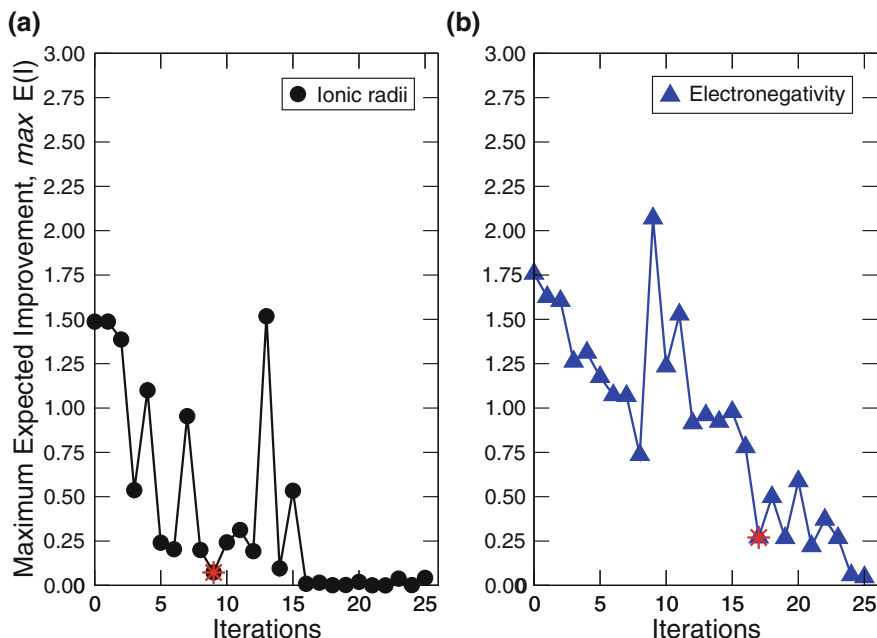 (a)
Maximum Expected Improvement, max E(I)
3.00
2.75
2.50
2.25
2.00
1.75
1.50
1.25
1.00
0.75
0.50
0.25
0.00
Ionic radii
0 5 10 15 20 25
Iterations
(b)
3.00
2.75
2.50
2.25
2.00
1.75
1.50
1.25
1.00
0.75
0.50
0.25
0.00
Electronegativity
0 5 10 15 20 25
Iterations